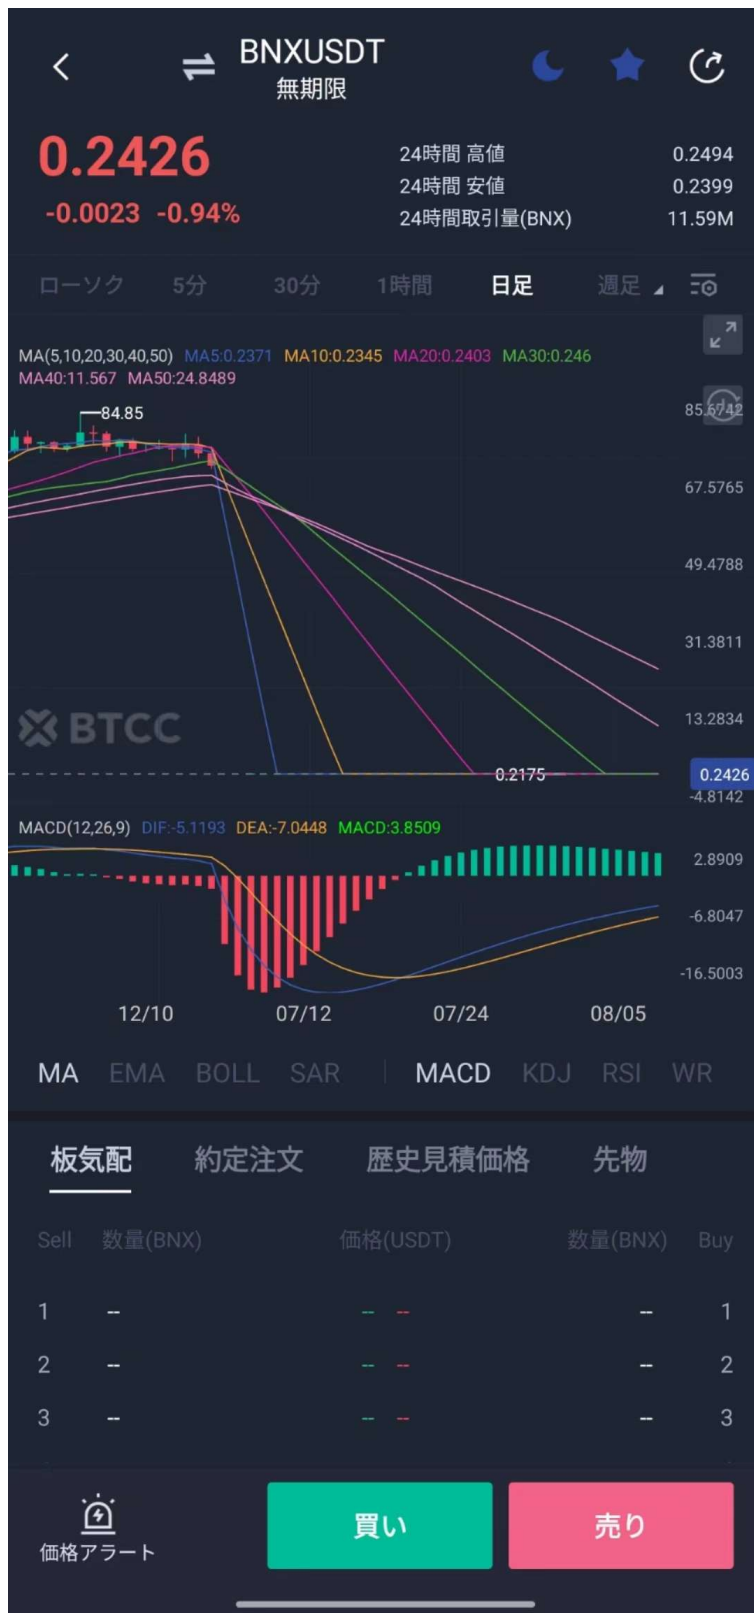 BNXUSDT
無期限
0.2426
-0.0023 -0.94%
24時間 高値 0.2494
24時間 安値 0.2399
24時間取引量(BNX) 11.59M
ローソク 5分 30分 1時間 日足 週足
MA(5,10,20,30,40,50) MA5:0.2371 MA10:0.2345 MA20:0.2403 MA30:0.246
MA40:11.567 MA50:24.8489
84.85
85.6742
67.5765
49.4788
31.3811
13.2834
BTCC
0.2175
0.2426
-4.8142
MACD(12,26,9) DIF:-5.1193 DEA:-7.0448 MACD:3.8509
2.8909
-6.8047
-16.5003
12/10 07/12 07/24 08/05
MA EMA BOLL SAR MACD KDJ RSI WR
板気配 約定注文 歴史見積価格 先物
Sell 数量(BNX) 価格(USDT) 数量(BNX) Buy
1 -- -- -- -- 1
2 -- -- -- -- 2
3 -- -- -- -- 3
価格アラート 買い 売り